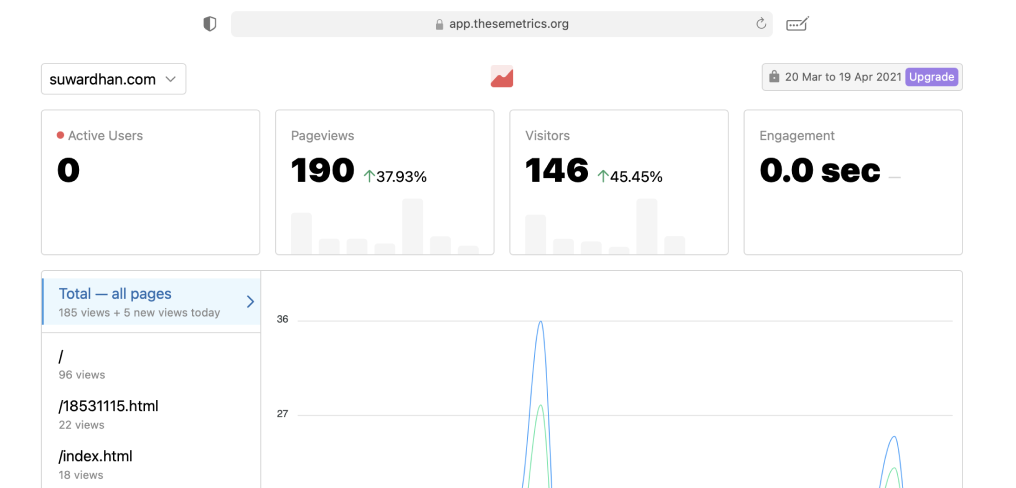 app.thesemetrics.org
suwardhan.com
20 Mar to 19 Apr 2021 Upgrade
Active Users
0
Pageviews
190 ↑37.93%
Visitors
146 ↑45.45%
Engagement
0.0 sec —
Total — all pages
185 views + 5 new views today
/
96 views
/18531115.html
22 views
/index.html
18 views
36
27